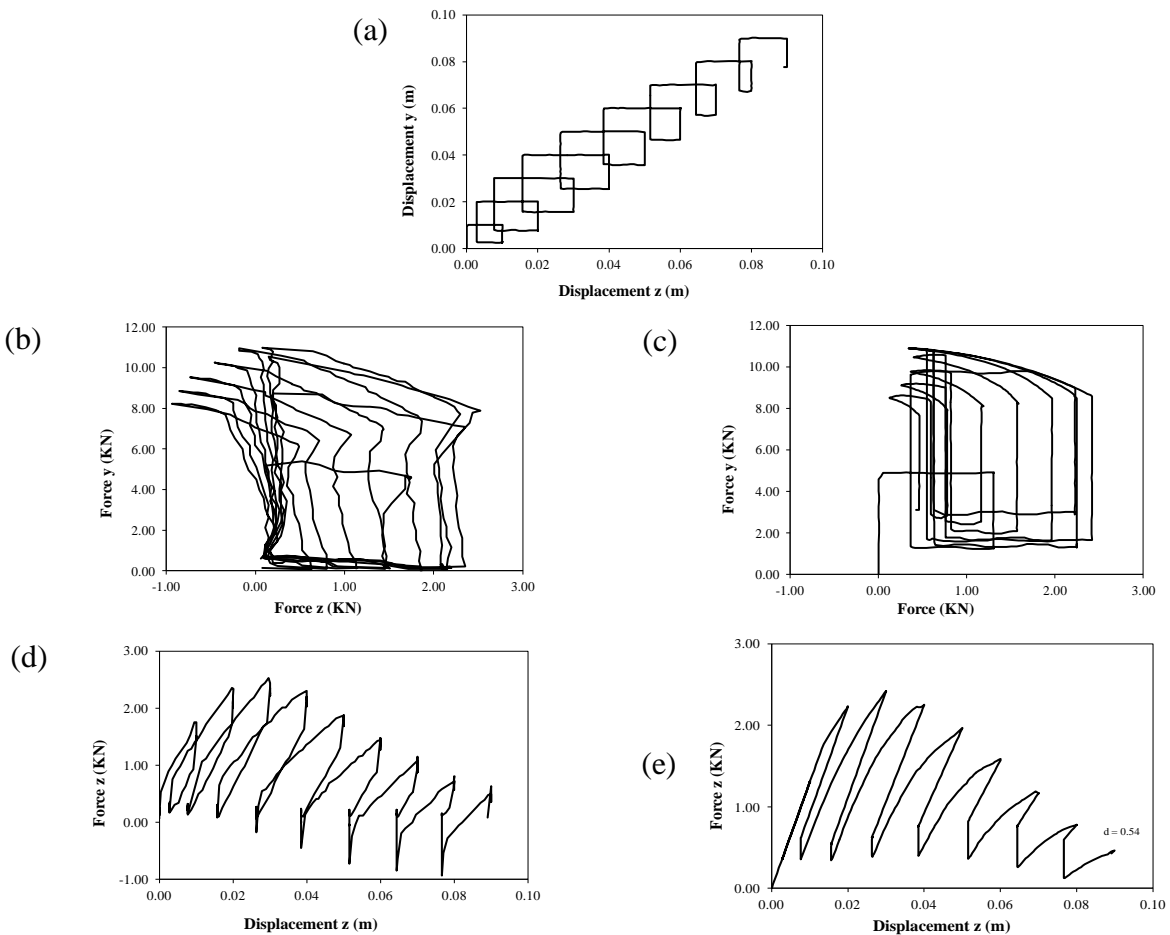 (a)
0.10
0.08
0.06
0.04
0.02
0.00
Displacement y (m)
0.00 0.02 0.04 0.06 0.08 0.10
Displacement z (m)
(b)
12.00
10.00
8.00
6.00
4.00
2.00
0.00
Force y (KN)
-1.00 0.00 1.00 2.00 3.00
Force z (KN)
(c)
12.00
10.00
8.00
6.00
4.00
2.00
0.00
Force y (KN)
-1.00 0.00 1.00 2.00 3.00
Force (KN)
(d)
3.00
2.00
1.00
0.00
-1.00
Force z (KN)
0.00 0.02 0.04 0.06 0.08 0.10
Displacement z (m)
(e)
3.00
2.00
1.00
0.00
Force z (KN)
d = 0.54
0.00 0.02 0.04 0.06 0.08 0.10
Displacement z (m)